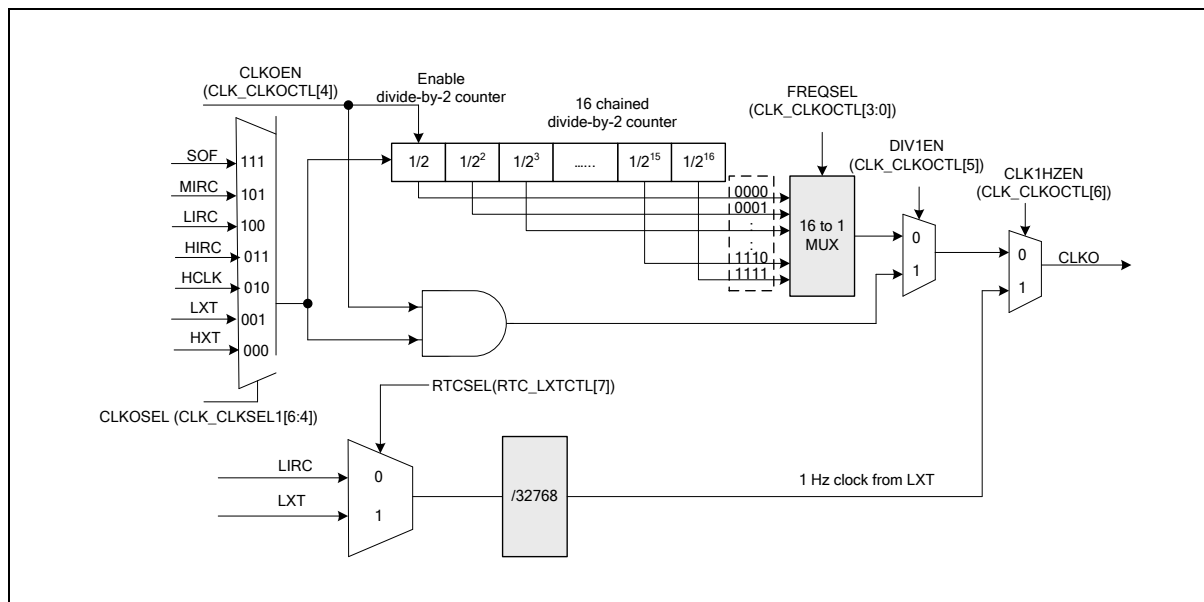 CLKOEN
(CLK_CLKOCTL[4])
Enable
divide-by-2 counter
16 chained
divide-by-2 counter
FREQSEL
(CLK_CLKOCTL[3:0])
DIV1EN
(CLK_CLKOCTL[5])
CLK1HZEN
(CLK_CLKOCTL[6])
SOF 111
MIRC 101
LIRC 100
HIRC 011
HCLK 010
LXT 001
HXT 000
1/2 1/2² 1/2³ …... 1/2¹⁵ 1/2¹⁶
0000
0001
:
:
1110
1111
16 to 1
MUX
0
1
0
1
CLKO
CLKOSEL (CLK_CLKSEL1[6:4])
RTCSEL(RTC_LXTCTL[7])
LIRC 0
LXT 1
/32768
1 Hz clock from LXT